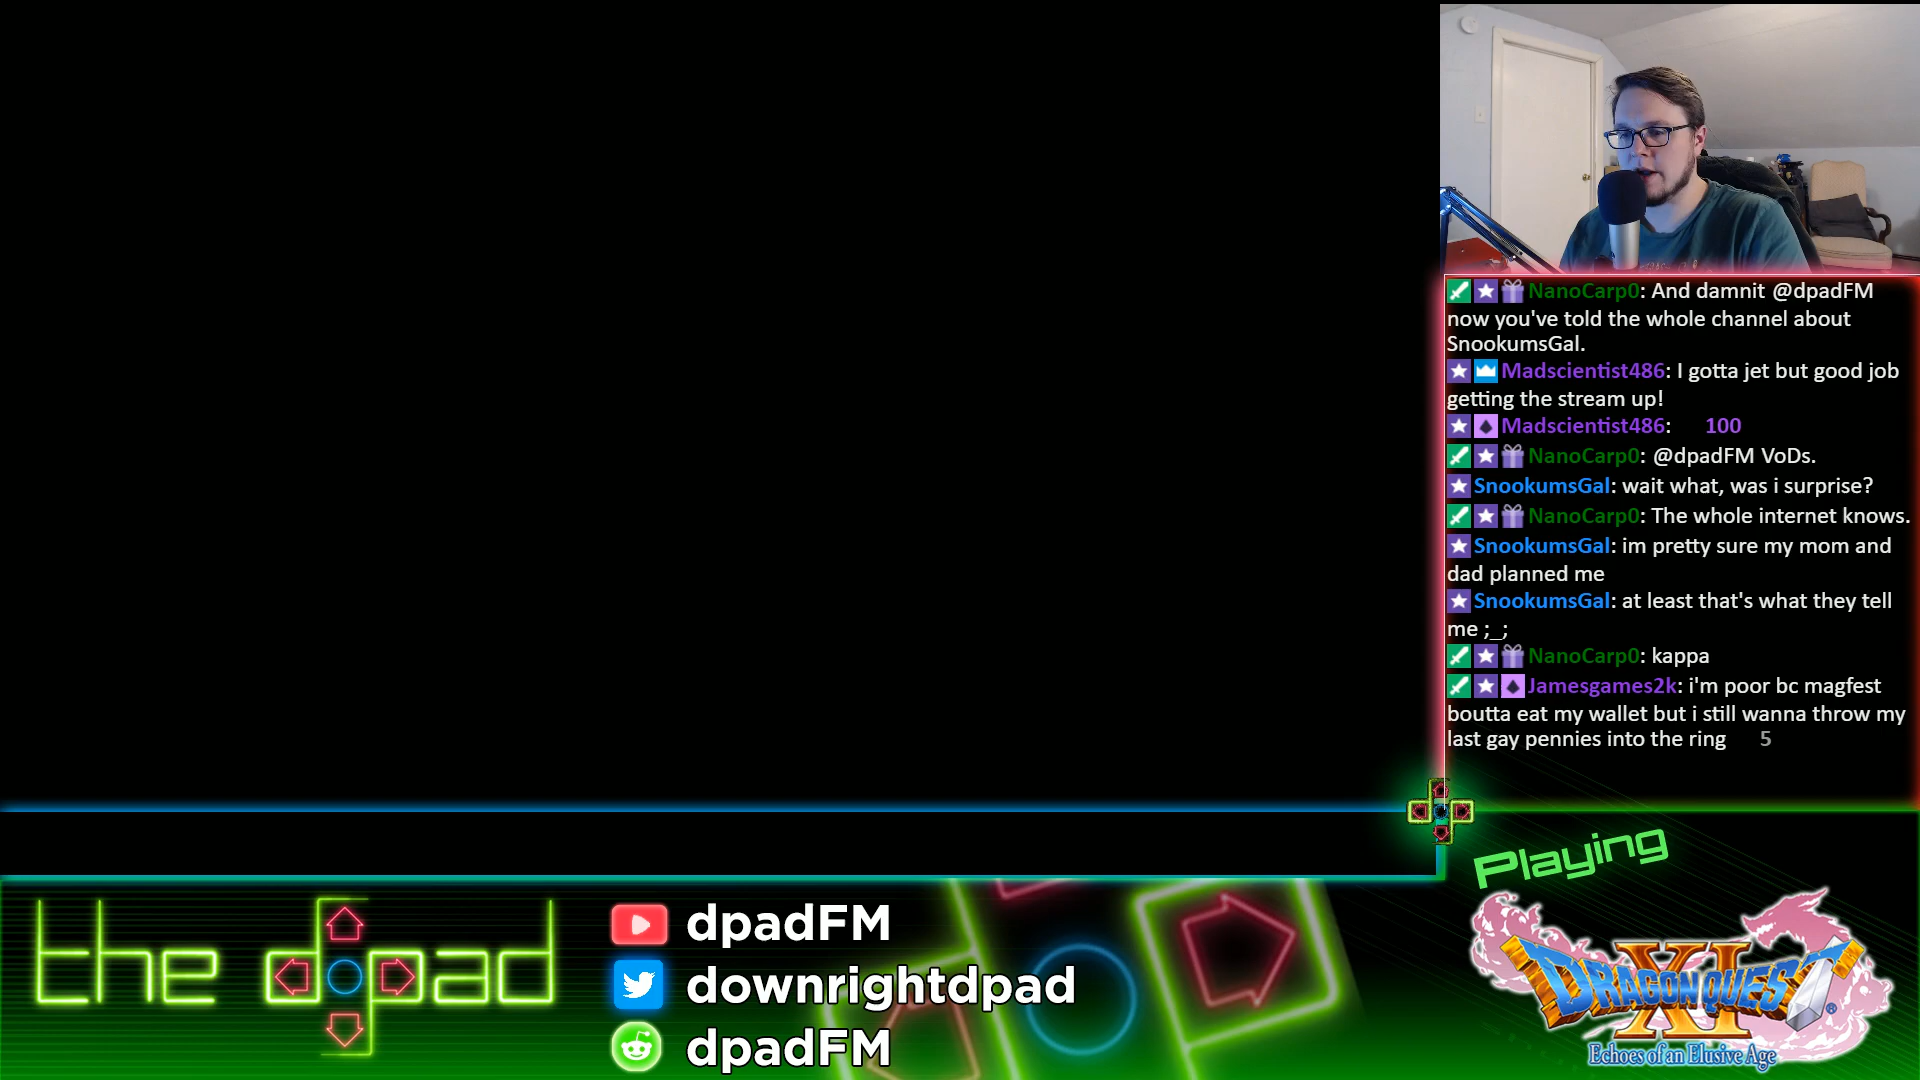 NanoCarp0: And damnit @dpadFM
now you've told the whole channel about
SnookumsGal.
Madscientist486: I gotta jet but good job
getting the stream up!
Madscientist486: 100
NanoCarp0: @dpadFM VoDs.
SnookumsGal: wait what, was i surprise?
NanoCarp0: The whole internet knows.
SnookumsGal: im pretty sure my mom and
dad planned me
SnookumsGal: at least that's what they tell
me ;_;
NanoCarp0: kappa
Jamesgames2k: i'm poor bc magfest
boutta eat my wallet but i still wanna throw my
last gay pennies into the ring 5
Playing
DRAGON QUEST
XI
Echoes of an Elusive Age
the dpad
dpadFM
downrightdpad
dpadFM